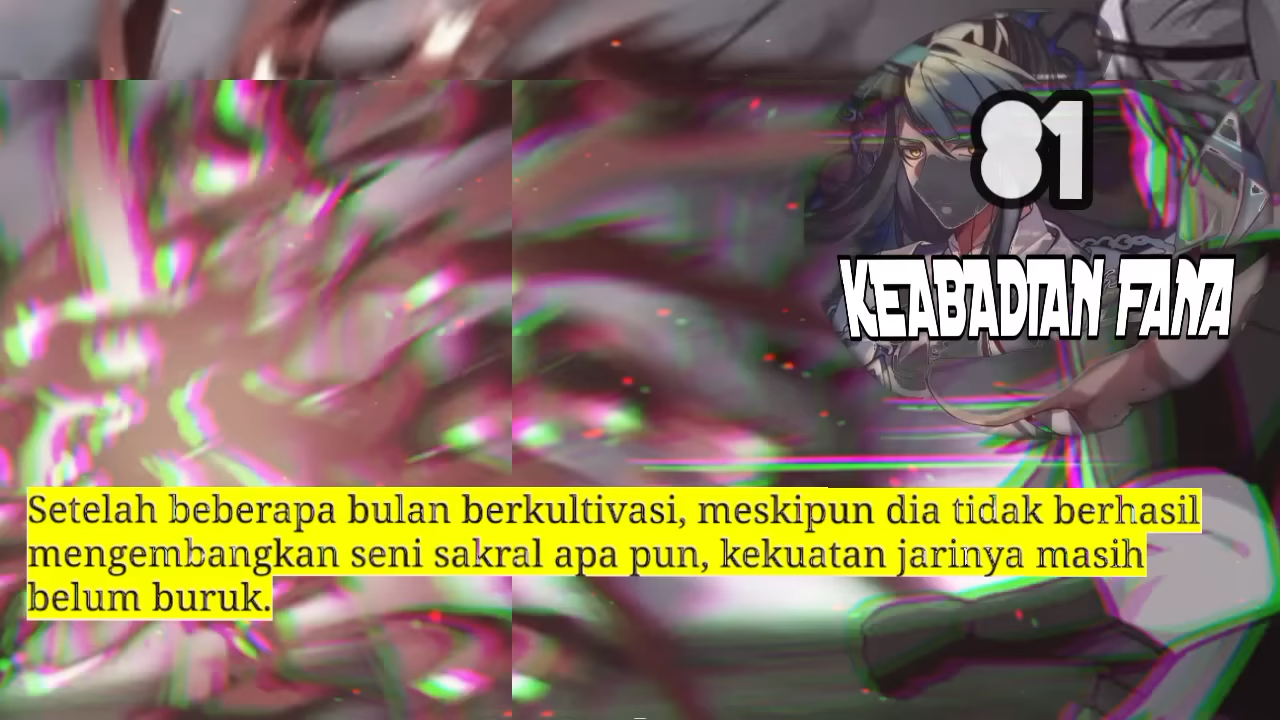 81
KEABADIAN FANA
Setelah beberapa bulan berkultivasi, meskipun dia tidak berhasil
mengembangkan seni sakral apa pun, kekuatan jarinya masih
belum buruk.